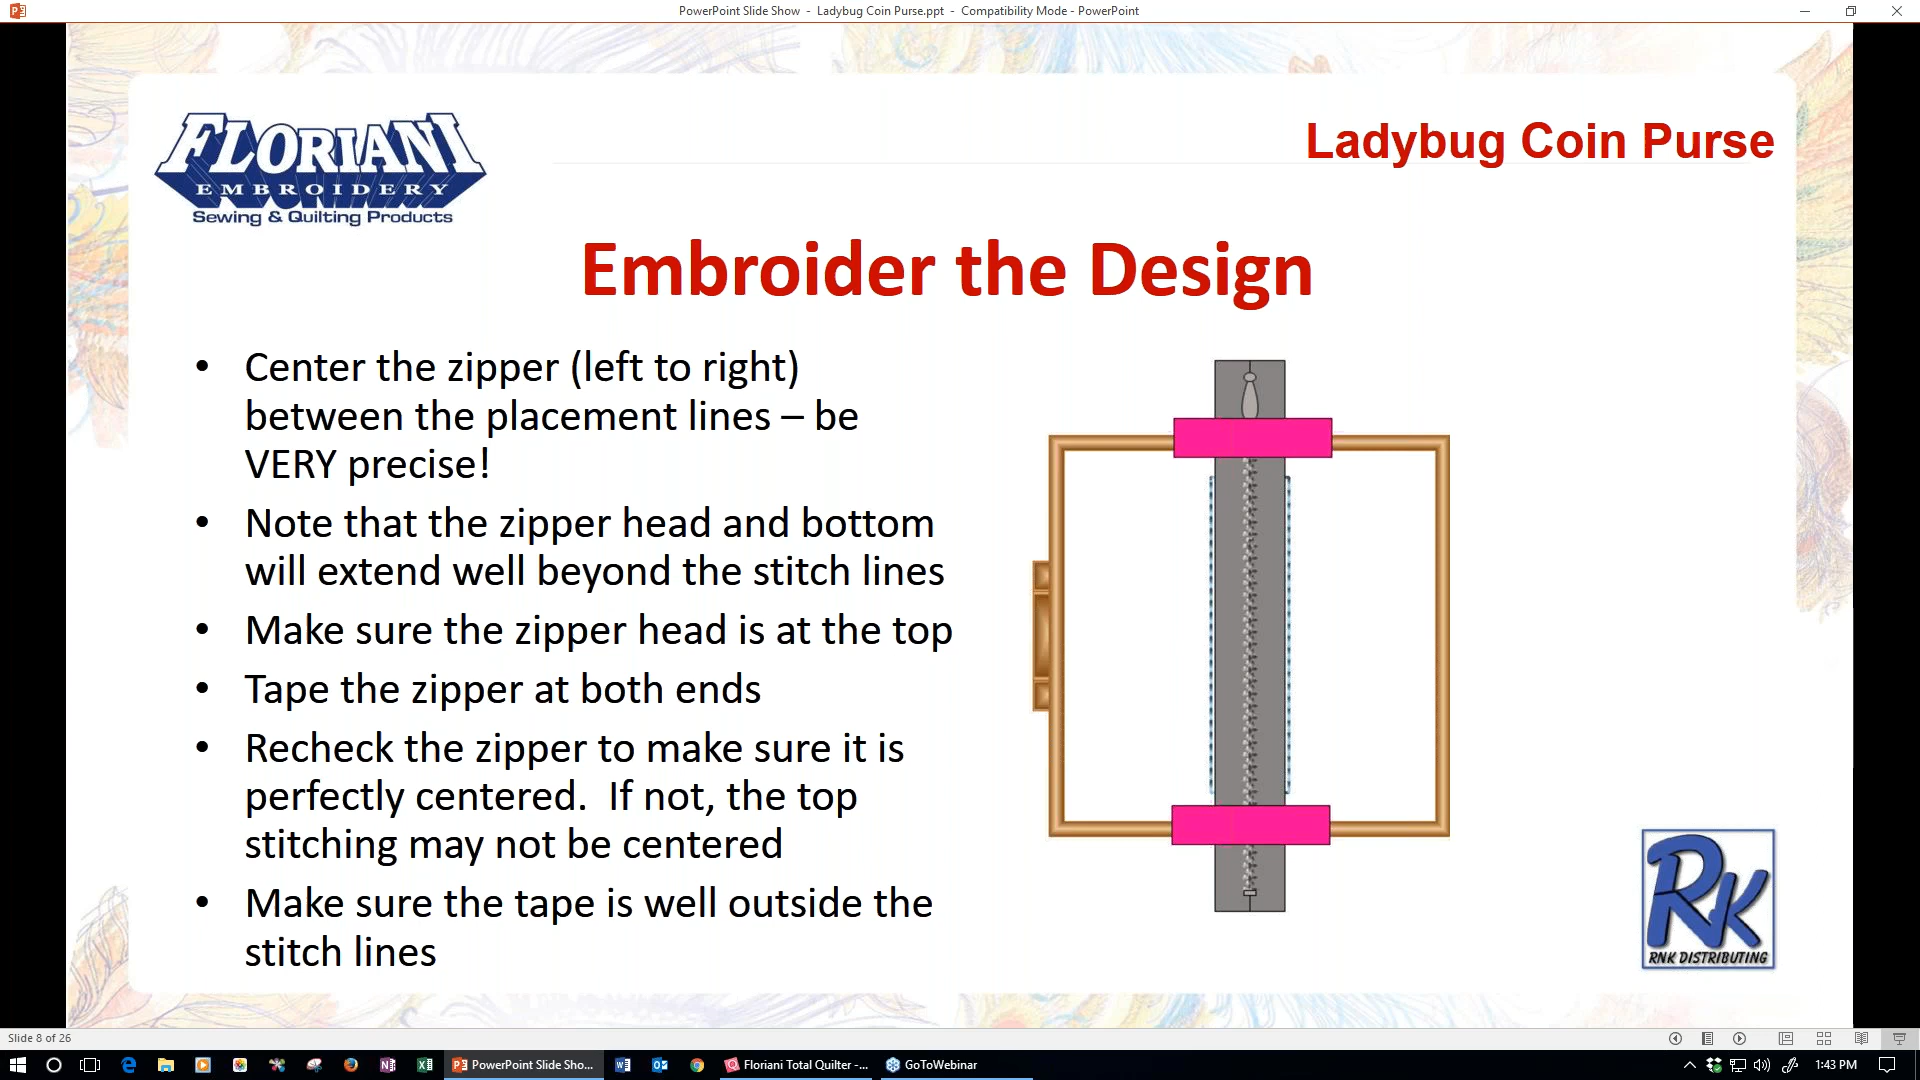 PowerPoint Slide Show - Ladybug Coin Purse.ppt - Compatibility Mode - PowerPoint
FLORIANI
EMBROIDERY
Sewing & Quilting Products
Ladybug Coin Purse
Embroider the Design
• Center the zipper (left to right)
between the placement lines – be
VERY precise!
• Note that the zipper head and bottom
will extend well beyond the stitch lines
• Make sure the zipper head is at the top
• Tape the zipper at both ends
• Recheck the zipper to make sure it is
perfectly centered.  If not, the top
stitching may not be centered
• Make sure the tape is well outside the
stitch lines
RK
RNK DISTRIBUTING
Slide 8 of 26
PowerPoint Slide Sho...
Floriani Total Quilter -...
GoToWebinar
1:43 PM